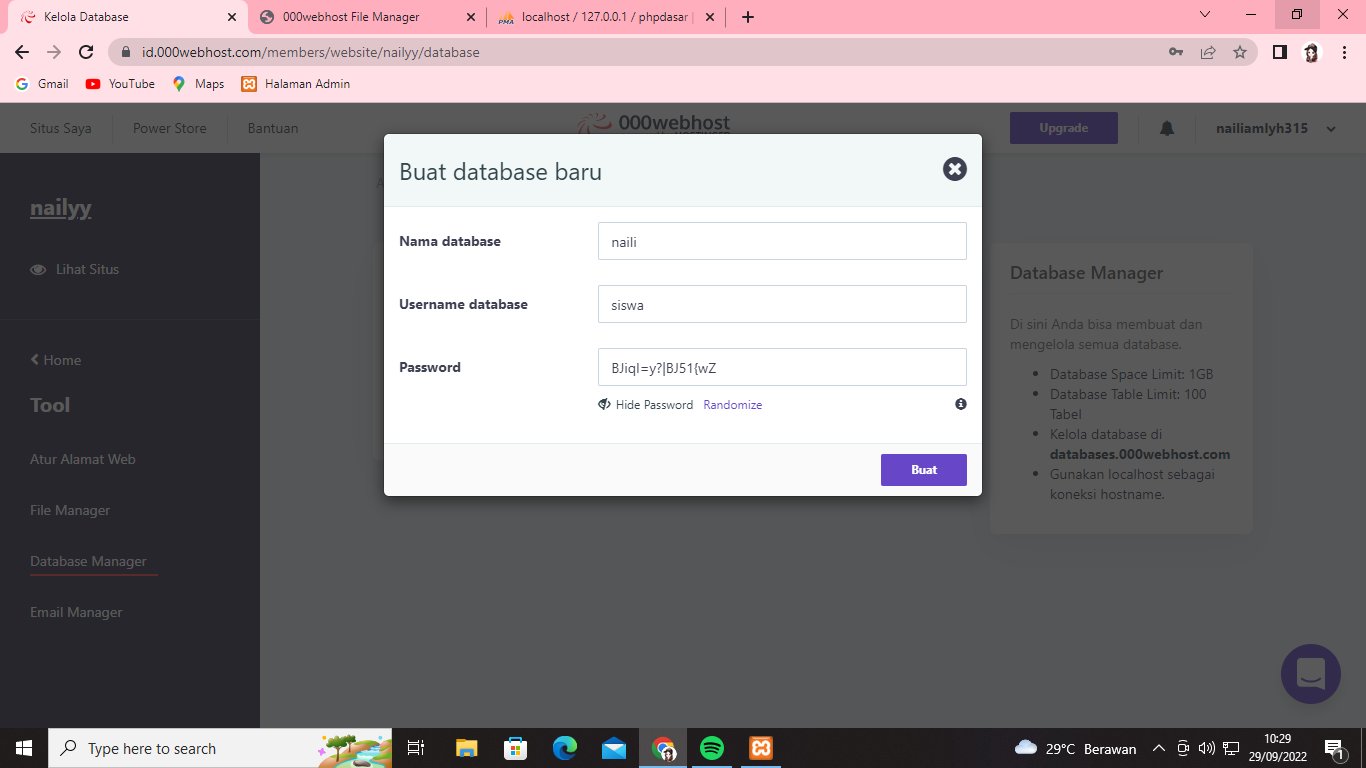 Kelola Database
000webhost File Manager
localhost / 127.0.0.1 / phpdasar |
id.000webhost.com/members/website/nailyy/database
Gmail
YouTube
Maps
Halaman Admin
Situs Saya
Power Store
Bantuan
000webhost
Upgrade
nailiamlyh315
nailyy
Lihat Situs
Home
Tool
Atur Alamat Web
File Manager
Database Manager
Email Manager
Buat database baru
Nama database
naili
Username database
siswa
Password
BJiqI=y?|BJ51{wZ
Hide Password Randomize
Buat
Database Manager
Di sini Anda bisa membuat dan
mengelola semua database.
Database Space Limit: 1GB
Database Table Limit: 100
Tabel
Kelola database di
databases.000webhost.com
Gunakan localhost sebagai
koneksi hostname.
Type here to search
29°C Berawan
10:29
29/09/2022
1